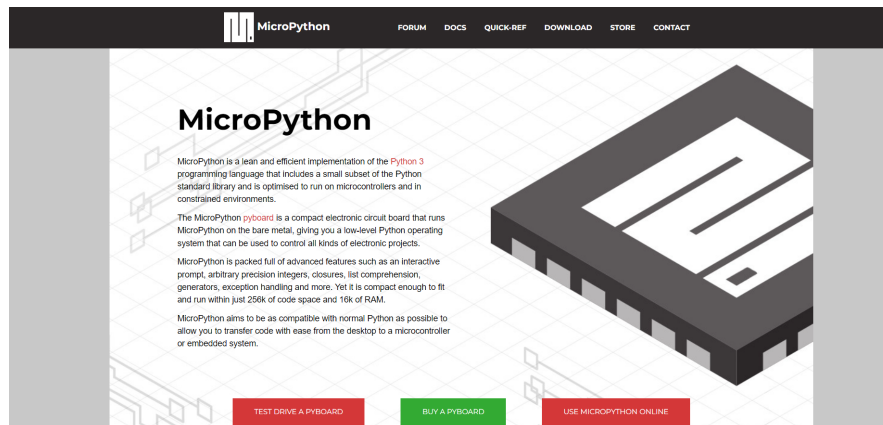 MicroPython
FORUM DOCS QUICK-REF DOWNLOAD STORE CONTACT
MicroPython
MicroPython is a lean and efficient implementation of the Python 3
programming language that includes a small subset of the Python
standard library and is optimised to run on microcontrollers and in
constrained environments.
The MicroPython pyboard is a compact electronic circuit board that runs
MicroPython on the bare metal, giving you a low-level Python operating
system that can be used to control all kinds of electronic projects.
MicroPython is packed full of advanced features such as an interactive
prompt, arbitrary precision integers, closures, list comprehension,
generators, exception handling and more. Yet it is compact enough to fit
and run within just 256k of code space and 16k of RAM.
MicroPython aims to be as compatible with normal Python as possible to
allow you to transfer code with ease from the desktop to a microcontroller
or embedded system.
TEST DRIVE A PYBOARD
BUY A PYBOARD
USE MICROPYTHON ONLINE